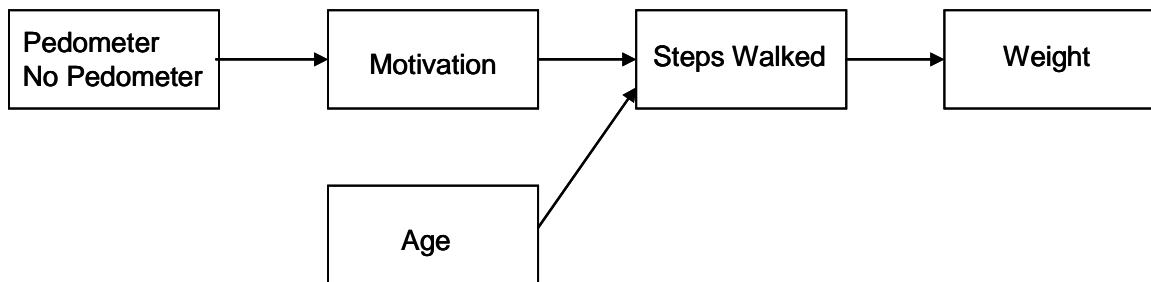 Pedometer
No Pedometer
Motivation
Steps Walked
Weight
Age